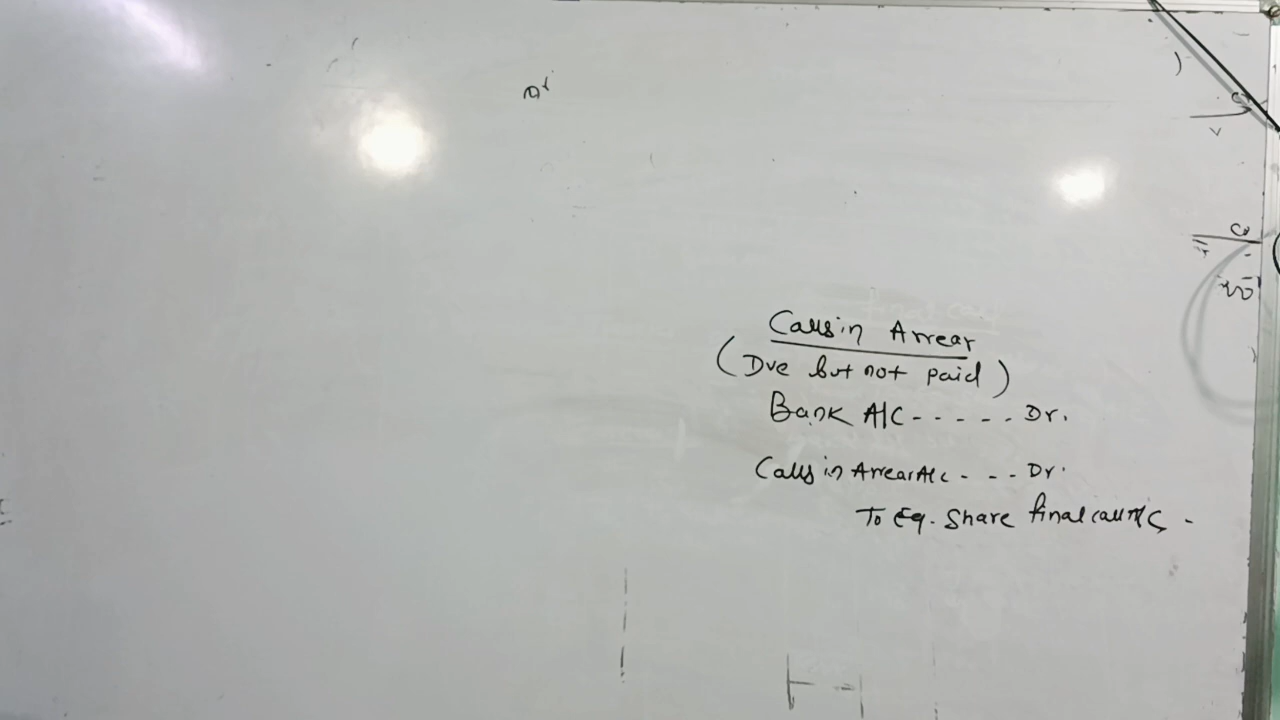 Calls in Arrear
(Due but not paid)
Bank A/C - - - - - Dr.
Calls in Arrear A/c - - - Dr.
To Eq. Share final call A/C -